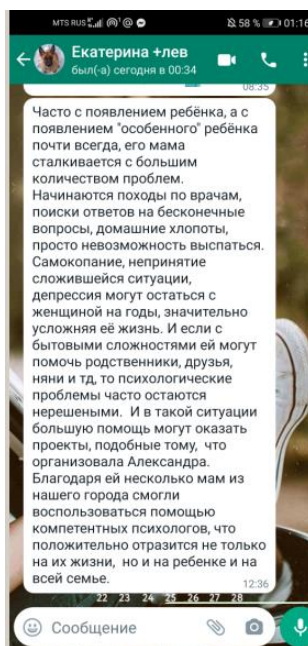 MTS RUS 58 % 01:16
Екатерина +лев
был(-а) сегодня в 00:34
08:35
Часто с появлением ребёнка, а с
появлением "особенного" ребёнка
почти всегда, его мама
сталкивается с большим
количеством проблем.
Начинаются походы по врачам,
поиски ответов на бесконечные
вопросы, домашние хлопоты,
просто невозможность выспаться.
Самокопание, непринятие
сложившейся ситуации,
депрессия могут остаться с
женщиной на годы, значительно
усложняя её жизнь. И если с
бытовыми сложностями ей могут
помочь родственники, друзья,
няни и тд, то психологические
проблемы часто остаются
нерешеными. И в такой ситуации
большую помощь могут оказать
проекты, подобные тому, что
организовала Александра.
Благодаря ей несколько мам из
нашего города смогли
воспользоваться помощью
компетентных психологов, что
положительно отразится не только
на их жизни, но и на ребенке и на
всей семье.
12:36
22 23 24 25 26 27 28
Сообщение